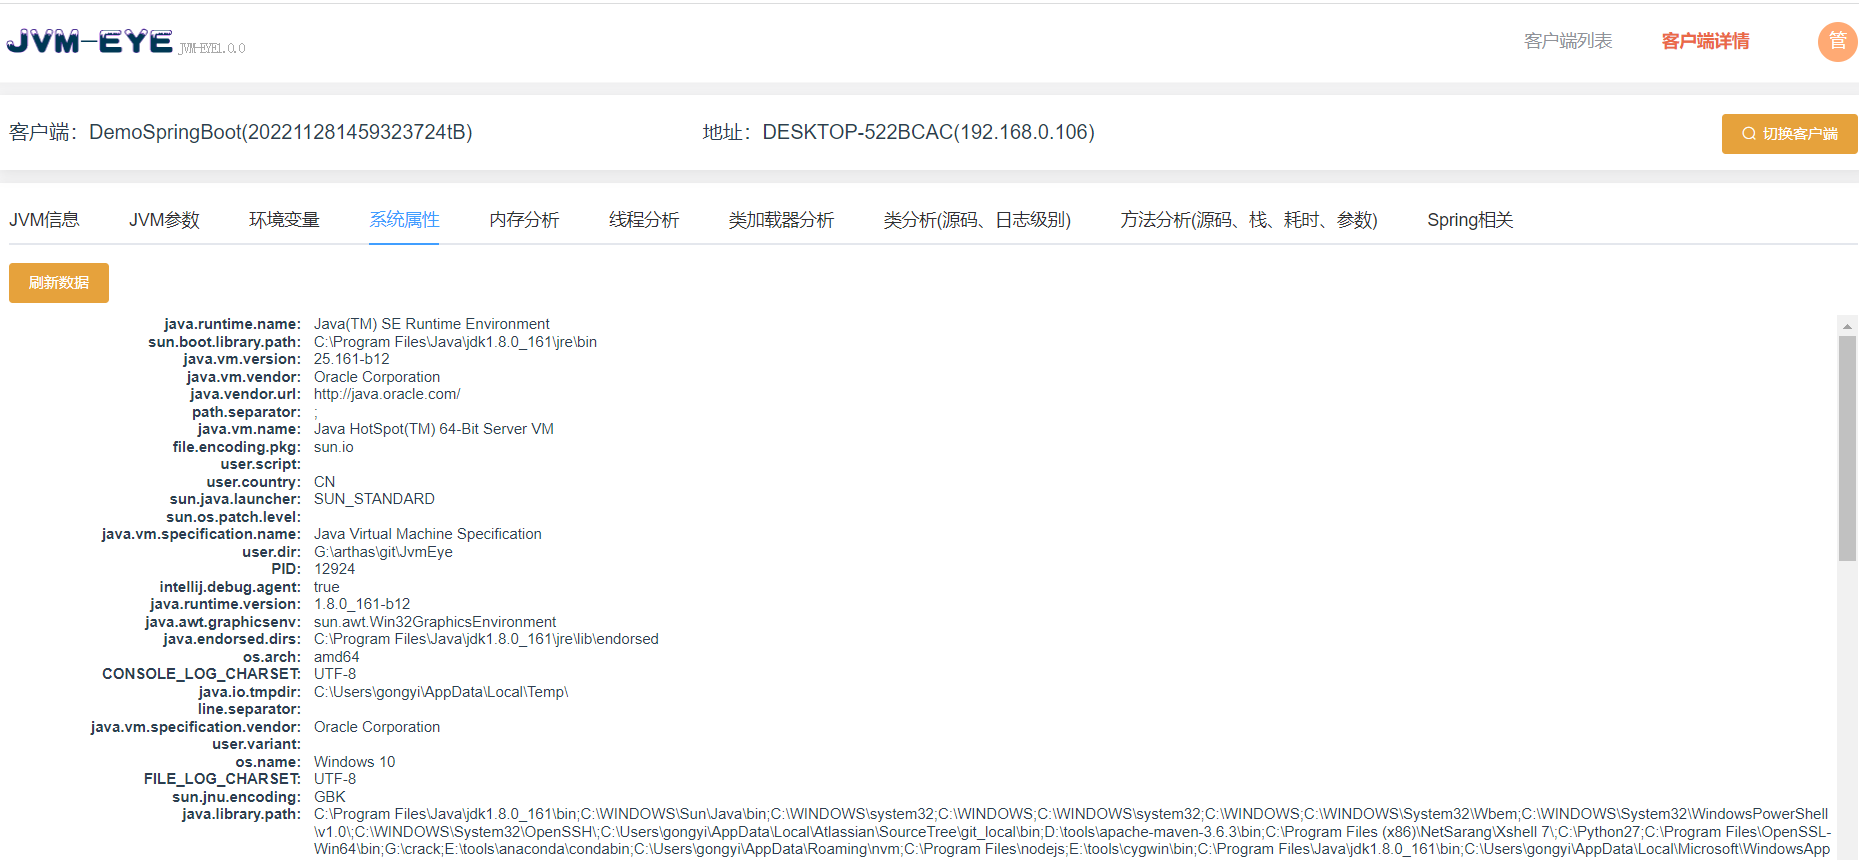 JVM-EYE JVM-EYE1.0.0 客户端列表 客户端详情 管
客户端：DemoSpringBoot(202211281459323724tB) 地址：DESKTOP-522BCAC(192.168.0.106) 切换客户端
JVM信息 JVM参数 环境变量 系统属性 内存分析 线程分析 类加载器分析 类分析(源码、日志级别) 方法分析(源码、栈、耗时、参数) Spring相关
刷新数据
java.runtime.name: Java(TM) SE Runtime Environment
sun.boot.library.path: C:\Program Files\Java\jdk1.8.0_161\jre\bin
java.vm.version: 25.161-b12
java.vm.vendor: Oracle Corporation
java.vendor.url: http://java.oracle.com/
path.separator: ;
java.vm.name: Java HotSpot(TM) 64-Bit Server VM
file.encoding.pkg: sun.io
user.script:
user.country: CN
sun.java.launcher: SUN_STANDARD
sun.os.patch.level:
java.vm.specification.name: Java Virtual Machine Specification
user.dir: G:\arthas\git\JvmEye
PID: 12924
intellij.debug.agent: true
java.runtime.version: 1.8.0_161-b12
java.awt.graphicsenv: sun.awt.Win32GraphicsEnvironment
java.endorsed.dirs: C:\Program Files\Java\jdk1.8.0_161\jre\lib\endorsed
os.arch: amd64
CONSOLE_LOG_CHARSET: UTF-8
java.io.tmpdir: C:\Users\gongyi\AppData\Local\Temp\
line.separator:
java.vm.specification.vendor: Oracle Corporation
user.variant:
os.name: Windows 10
FILE_LOG_CHARSET: UTF-8
sun.jnu.encoding: GBK
java.library.path: C:\Program Files\Java\jdk1.8.0_161\bin;C:\WINDOWS\Sun\Java\bin;C:\WINDOWS\system32;C:\WINDOWS;C:\WINDOWS\system32;C:\WINDOWS;C:\WINDOWS\System32\Wbem;C:\WINDOWS\System32\WindowsPowerShell
\v1.0\;C:\WINDOWS\System32\OpenSSH\;C:\Users\gongyi\AppData\Local\Atlassian\SourceTree\git_local\bin;D:\tools\apache-maven-3.6.3\bin;C:\Program Files (x86)\NetSarang\Xshell 7\;C:\Python27;C:\Program Files\OpenSSL-
Win64\bin;G:\crack;E:\tools\anaconda\condabin;C:\Users\gongyi\AppData\Roaming\nvm;C:\Program Files\nodejs;E:\tools\cygwin\bin;C:\Program Files\Java\jdk1.8.0_161\bin;C:\Users\gongyi\AppData\Local\Microsoft\WindowsApp